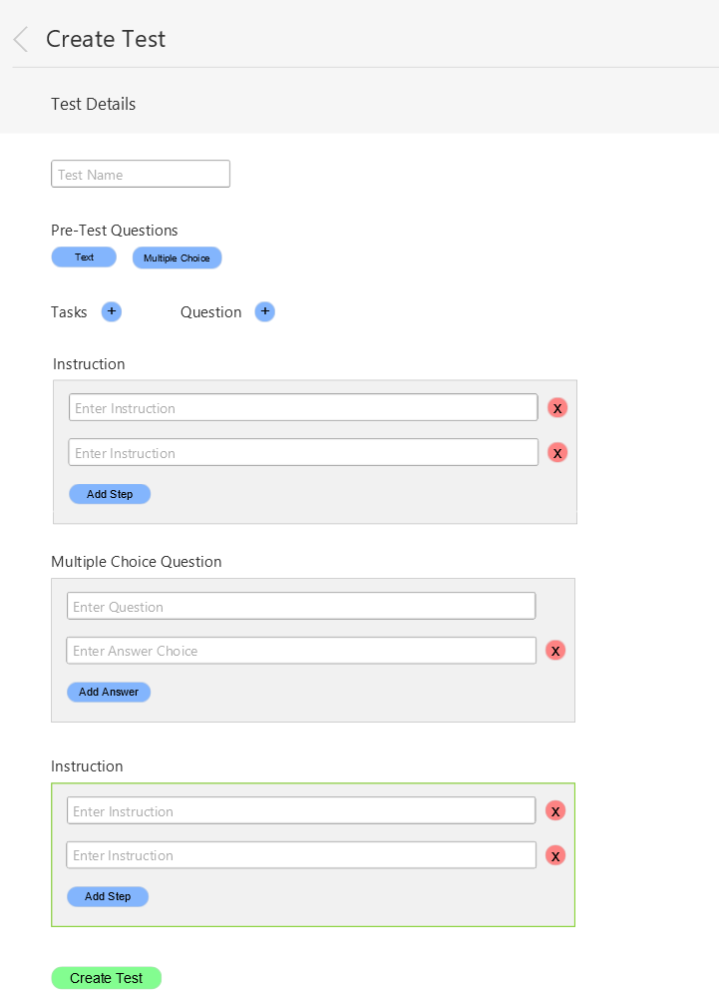 Create Test
Test Details
Test Name
Pre-Test Questions
Text Multiple Choice
Tasks + Question +
Instruction
Enter Instruction X
Enter Instruction X
Add Step
Multiple Choice Question
Enter Question
Enter Answer Choice X
Add Answer
Instruction
Enter Instruction X
Enter Instruction X
Add Step
Create Test